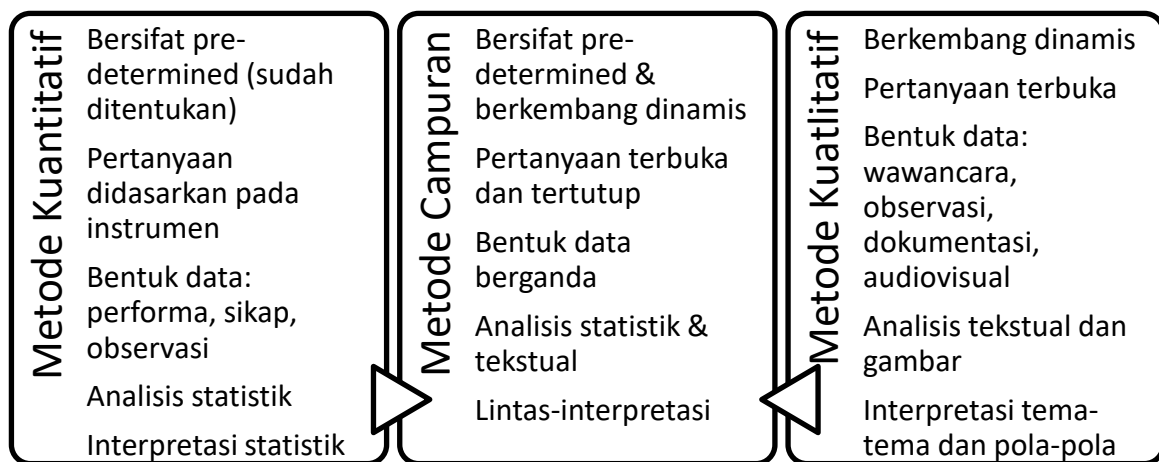 Metode Kuantitatif
Bersifat pre-
determined (sudah
ditentukan)
Pertanyaan
didasarkan pada
instrumen
Bentuk data:
performa, sikap,
observasi
Analisis statistik
Interpretasi statistik
Metode Campuran
Bersifat pre-
determined &
berkembang dinamis
Pertanyaan terbuka
dan tertutup
Bentuk data
berganda
Analisis statistik &
tekstual
Lintas-interpretasi
Metode Kuatlitatif
Berkembang dinamis
Pertanyaan terbuka
Bentuk data:
wawancara,
observasi,
dokumentasi,
audiovisual
Analisis tekstual dan
gambar
Interpretasi tema-
tema dan pola-pola